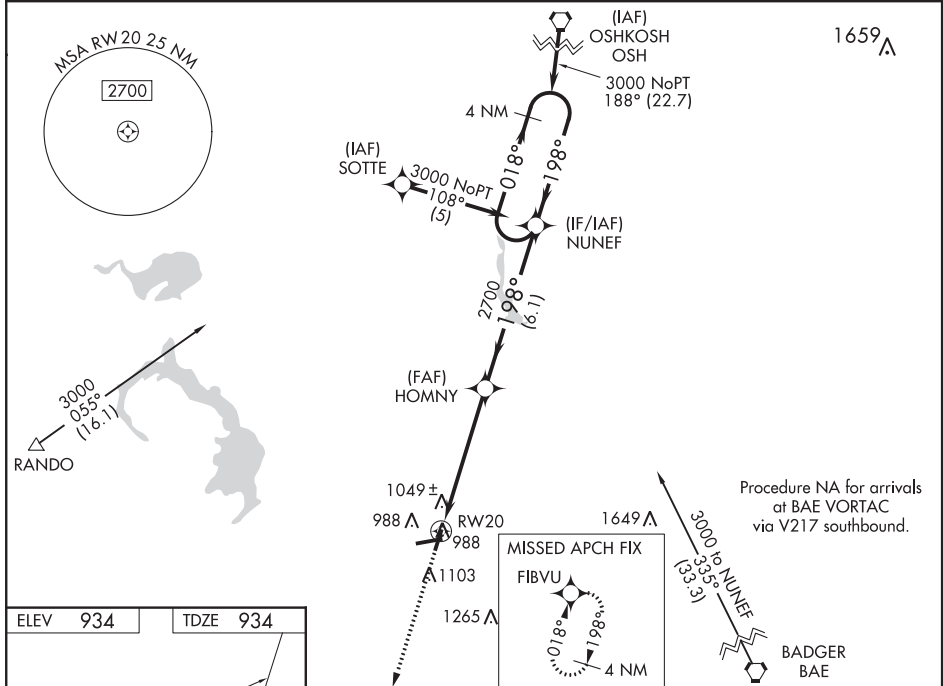 MSA RW20 25 NM
2700
(IAF)
OSHKOSH
OSH
1659
3000 NoPT
188° (22.7)
4 NM
018°
198°
(IAF)
SOTTE
3000 NoPT
108°
(5)
(IF/IAF)
NUNEF
2700
198°
(6.1)
(FAF)
HOMNY
3000
055°
(16.1)
RANDO
1049 ±
988
RW20
988
1103
1265
1649
Procedure NA for arrivals
at BAE VORTAC
via V217 southbound.
3000 to NUNEF
335°
(33.3)
BADGER
BAE
MISSED APCH FIX
FIBVU
018°
198°
4 NM
ELEV 934
TDZE 934